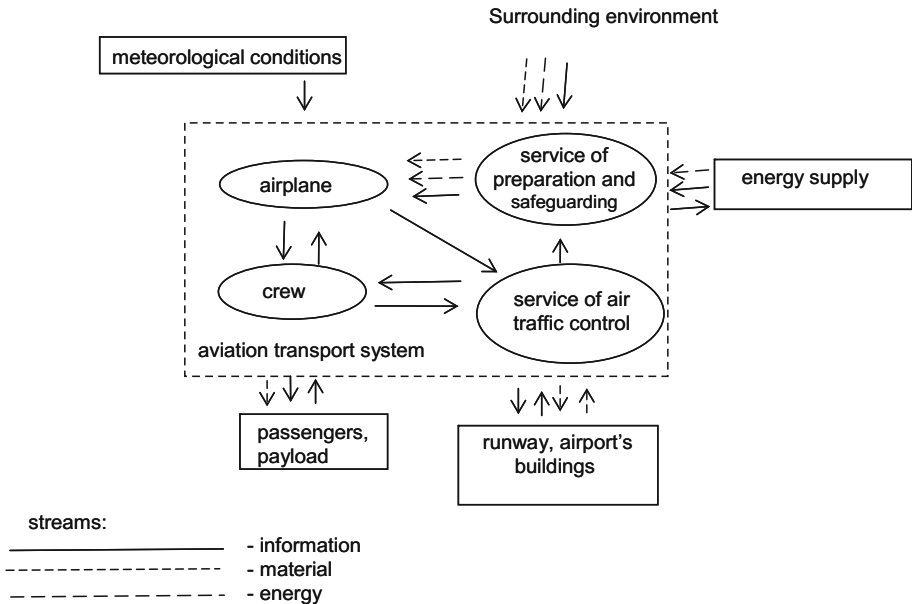 Surrounding environment
meteorological conditions
service of
preparation and
safeguarding
airplane
energy supply
crew
service of air
traffic control
aviation transport system
passengers,
payload
runway, airport's
buildings
streams:
- information
- material
- energy